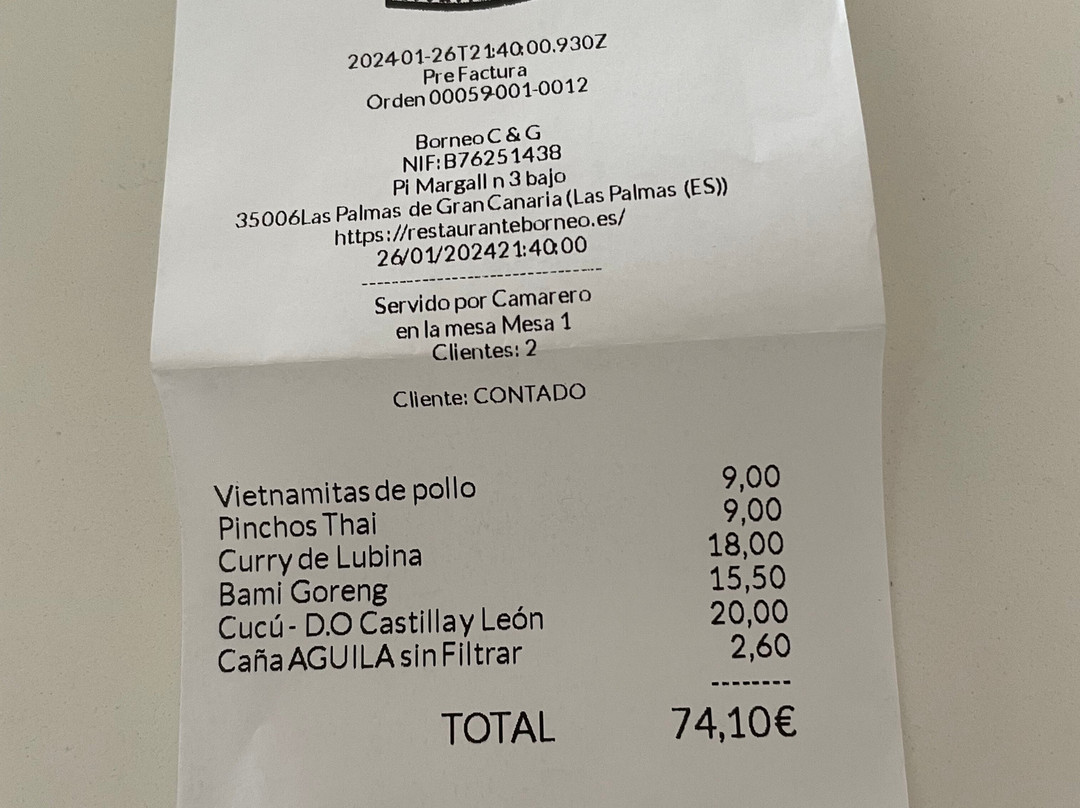 2024-01-26T21:40:00.930Z
Pre Factura
Orden 00059-001-0012
Borneo C & G
NIF:B76251438
Pi Margall n 3 bajo
35006 Las Palmas de Gran Canaria (Las Palmas (ES))
https://restauranteborneo.es/
26/01/2024 21:40:00
--------------------------------
Servido por Camarero
en la mesa Mesa 1
Clientes: 2
Cliente: CONTADO
Vietnamitas de pollo 9,00
Pinchos Thai 9,00
Curry de Lubina 18,00
Bami Goreng 15,50
Cucú - D.O Castilla y León 20,00
Caña AGUILA sin Filtrar 2,60
--------
TOTAL 74,10€